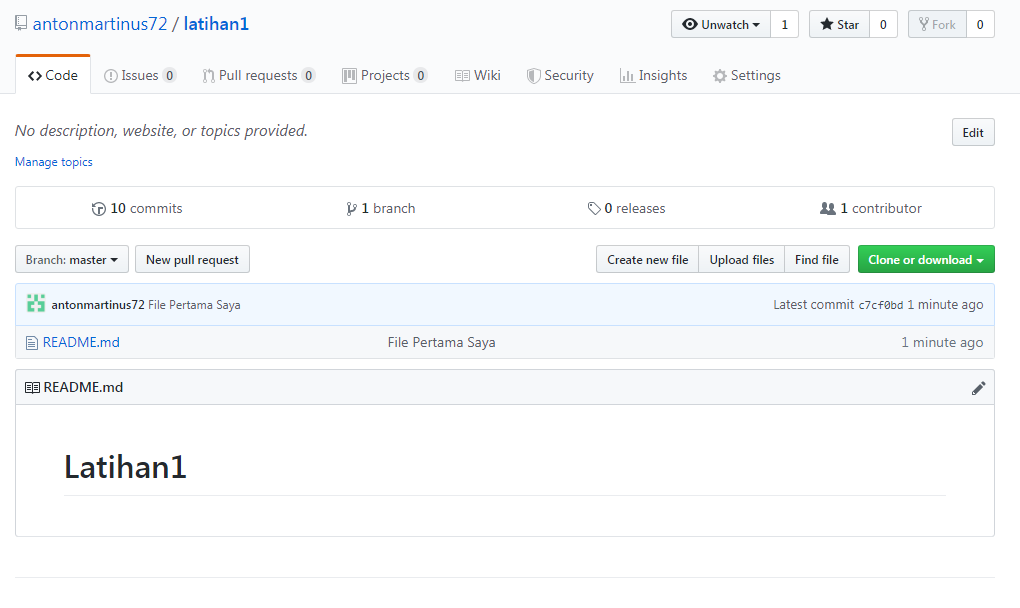 antonmartinus72 / latihan1 Unwatch 1 Star 0 Fork 0
Code Issues 0 Pull requests 0 Projects 0 Wiki Security Insights Settings
No description, website, or topics provided. Edit
Manage topics
10 commits 1 branch 0 releases 1 contributor
Branch: master New pull request Create new file Upload files Find file Clone or download
antonmartinus72 File Pertama Saya Latest commit c7cf0bd 1 minute ago
README.md File Pertama Saya 1 minute ago
README.md
Latihan1